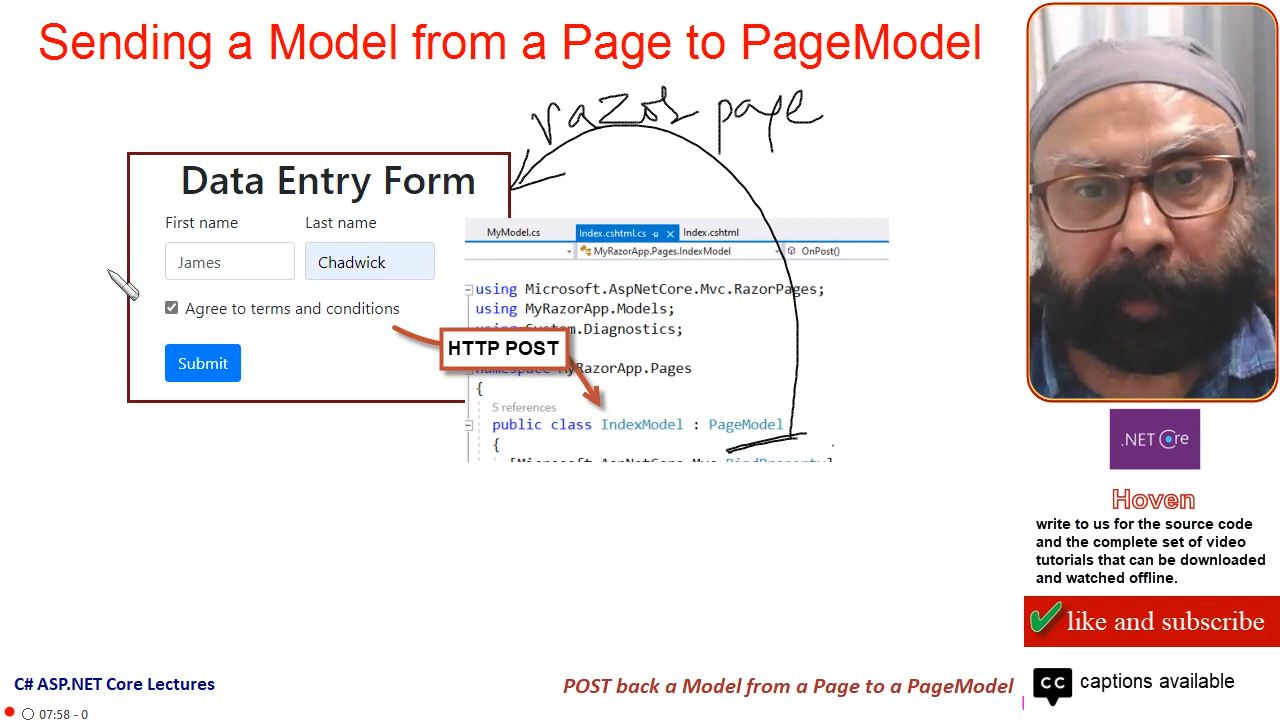 Sending a Model from a Page to PageModel
razor page
Data Entry Form
First name Last name
James Chadwick
Agree to terms and conditions
Submit
HTTP POST
MyModel.cs Index.cshtml.cs Index.cshtml
MyRazorApp.Pages.IndexModel OnPost()
using Microsoft.AspNetCore.Mvc.RazorPages;
using MyRazorApp.Models;
using System.Diagnostics;
namespace MyRazorApp.Pages
{
5 references
public class IndexModel : PageModel
{
[Microsoft.AspNetCore.Mvc.BindProperty]
.NET Core
Hoven
write to us for the source code
and the complete set of video
tutorials that can be downloaded
and watched offline.
like and subscribe
CC captions available
C# ASP.NET Core Lectures
POST back a Model from a Page to a PageModel
07:58 - 0